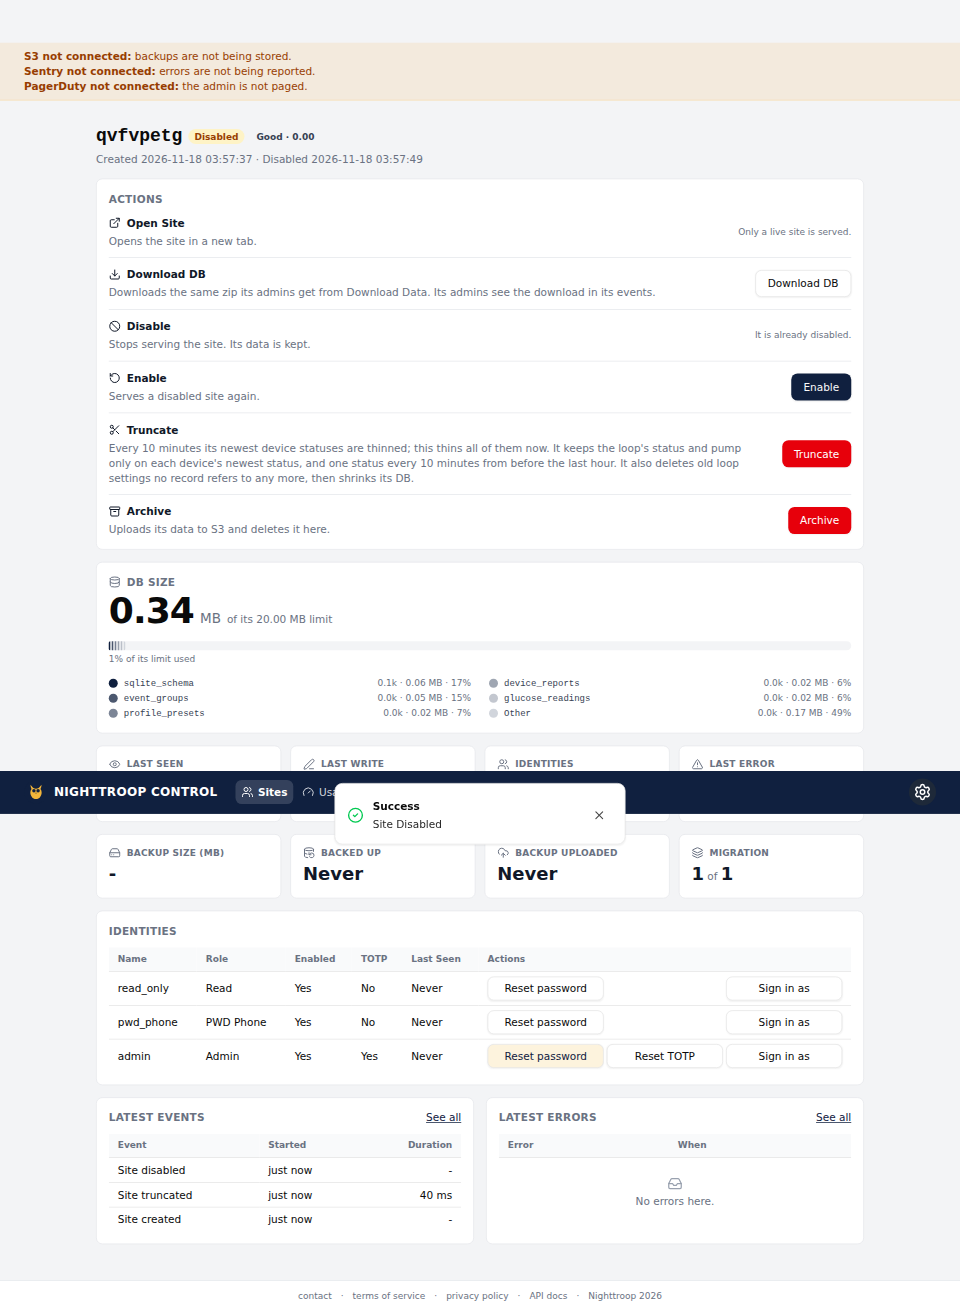 S3 not connected: backups are not being stored.
Sentry not connected: errors are not being reported.
PagerDuty not connected: the admin is not paged.
qvfvpetg Disabled Good · 0.00
Created 2026-11-18 03:57:37 · Disabled 2026-11-18 03:57:49
ACTIONS
Open Site
Opens the site in a new tab.
Only a live site is served.
Download DB
Downloads the same zip its admins get from Download Data. Its admins see the download in its events.
Download DB
Disable
Stops serving the site. Its data is kept.
It is already disabled.
Enable
Serves a disabled site again.
Enable
Truncate
Every 10 minutes its newest device statuses are thinned; this thins all of them now. It keeps the loop's status and pump
only on each device's newest status, and one status every 10 minutes from before the last hour. It also deletes old loop
settings no record refers to any more, then shrinks its DB.
Truncate
Archive
Uploads its data to S3 and deletes it here.
Archive
DB SIZE
0.34 MB of its 20.00 MB limit
1% of its limit used
sqlite_schema 0.1k · 0.06 MB · 17%
event_groups 0.0k · 0.05 MB · 15%
profile_presets 0.0k · 0.02 MB · 7%
device_reports 0.0k · 0.02 MB · 6%
glucose_readings 0.0k · 0.02 MB · 6%
Other 0.0k · 0.17 MB · 49%
LAST SEEN
LAST WRITE
IDENTITIES
LAST ERROR
NIGHTTROOP CONTROL Sites Usa
Success
Site Disabled
BACKUP SIZE (MB)
-
BACKED UP
Never
BACKUP UPLOADED
Never
MIGRATION
1 of 1
IDENTITIES
Name Role Enabled TOTP Last Seen Actions
read_only Read Yes No Never Reset password Sign in as
pwd_phone PWD Phone Yes No Never Reset password Sign in as
admin Admin Yes Yes Never Reset password Reset TOTP Sign in as
LATEST EVENTS See all
Event Started Duration
Site disabled just now -
Site truncated just now 40 ms
Site created just now -
LATEST ERRORS See all
Error When
No errors here.
contact · terms of service · privacy policy · API docs · Nighttroop 2026